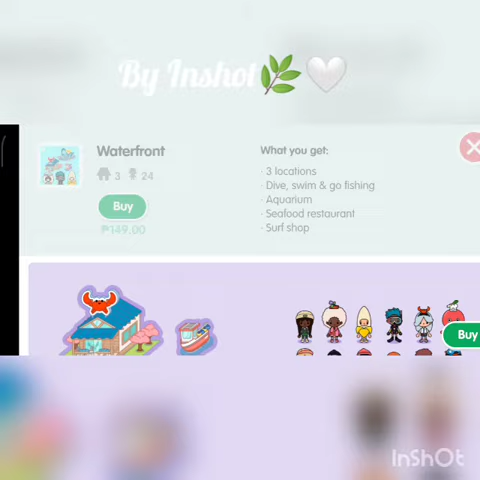 By Inshot🌿🤍
Waterfront
3 24
Buy
₱149.00
What you get:
· 3 locations
· Dive, swim & go fishing
· Aquarium
· Seafood restaurant
· Surf shop
Buy
InShOt